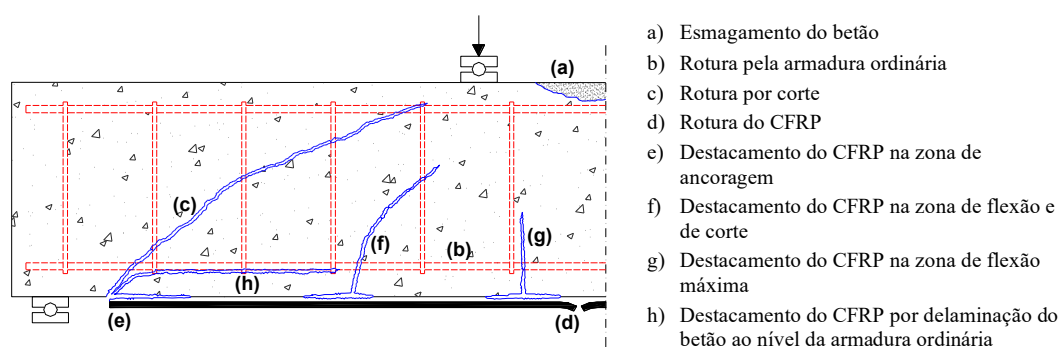 (a)
(c)
(f)
(b)
(g)
(h)
(e)
(d)
a) Esmagamento do betão
b) Rotura pela armadura ordinária
c) Rotura por corte
d) Rotura do CFRP
e) Destacamento do CFRP na zona de
ancoragem
f) Destacamento do CFRP na zona de flexão e
de corte
g) Destacamento do CFRP na zona de flexão
máxima
h) Destacamento do CFRP por delaminação do
betão ao nível da armadura ordinária